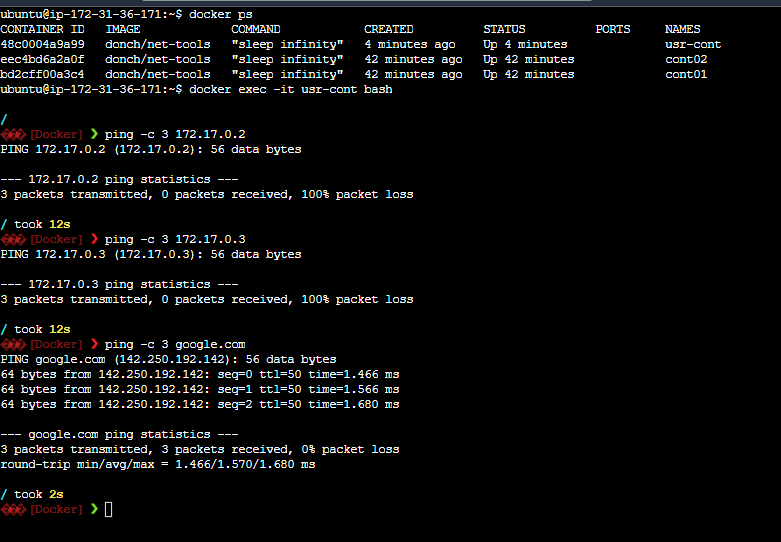 ubuntu@ip-172-31-36-171:~$ docker ps
CONTAINER ID   IMAGE             COMMAND            CREATED          STATUS          PORTS     NAMES
48c0004a9a99   donch/net-tools   "sleep infinity"   4 minutes ago    Up 4 minutes              usr-cont
eec4bd6a2a0f   donch/net-tools   "sleep infinity"   42 minutes ago   Up 42 minutes             cont02
bd2cff00a3c4   donch/net-tools   "sleep infinity"   42 minutes ago   Up 42 minutes             cont01
ubuntu@ip-172-31-36-171:~$ docker exec -it usr-cont bash
/
��� [Docker] ❯ ping -c 3 172.17.0.2
PING 172.17.0.2 (172.17.0.2): 56 data bytes
--- 172.17.0.2 ping statistics ---
3 packets transmitted, 0 packets received, 100% packet loss
/ took 12s
��� [Docker] ❯ ping -c 3 172.17.0.3
PING 172.17.0.3 (172.17.0.3): 56 data bytes
--- 172.17.0.3 ping statistics ---
3 packets transmitted, 0 packets received, 100% packet loss
/ took 12s
��� [Docker] ❯ ping -c 3 google.com
PING google.com (142.250.192.142): 56 data bytes
64 bytes from 142.250.192.142: seq=0 ttl=50 time=1.466 ms
64 bytes from 142.250.192.142: seq=1 ttl=50 time=1.566 ms
64 bytes from 142.250.192.142: seq=2 ttl=50 time=1.680 ms
--- google.com ping statistics ---
3 packets transmitted, 3 packets received, 0% packet loss
round-trip min/avg/max = 1.466/1.570/1.680 ms
/ took 2s
��� [Docker] ❯